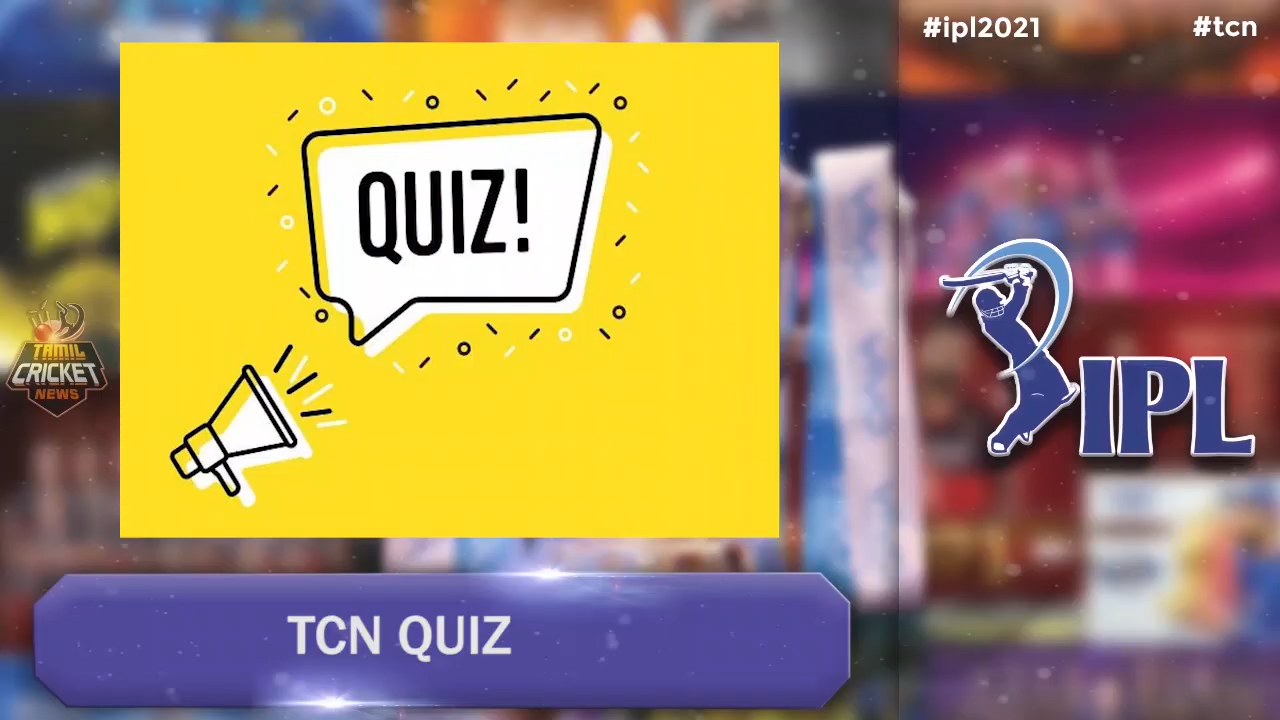 #ipl2021
#tcn
QUIZ!
TAMIL
CRICKET
NEWS
IPL
TCN QUIZ